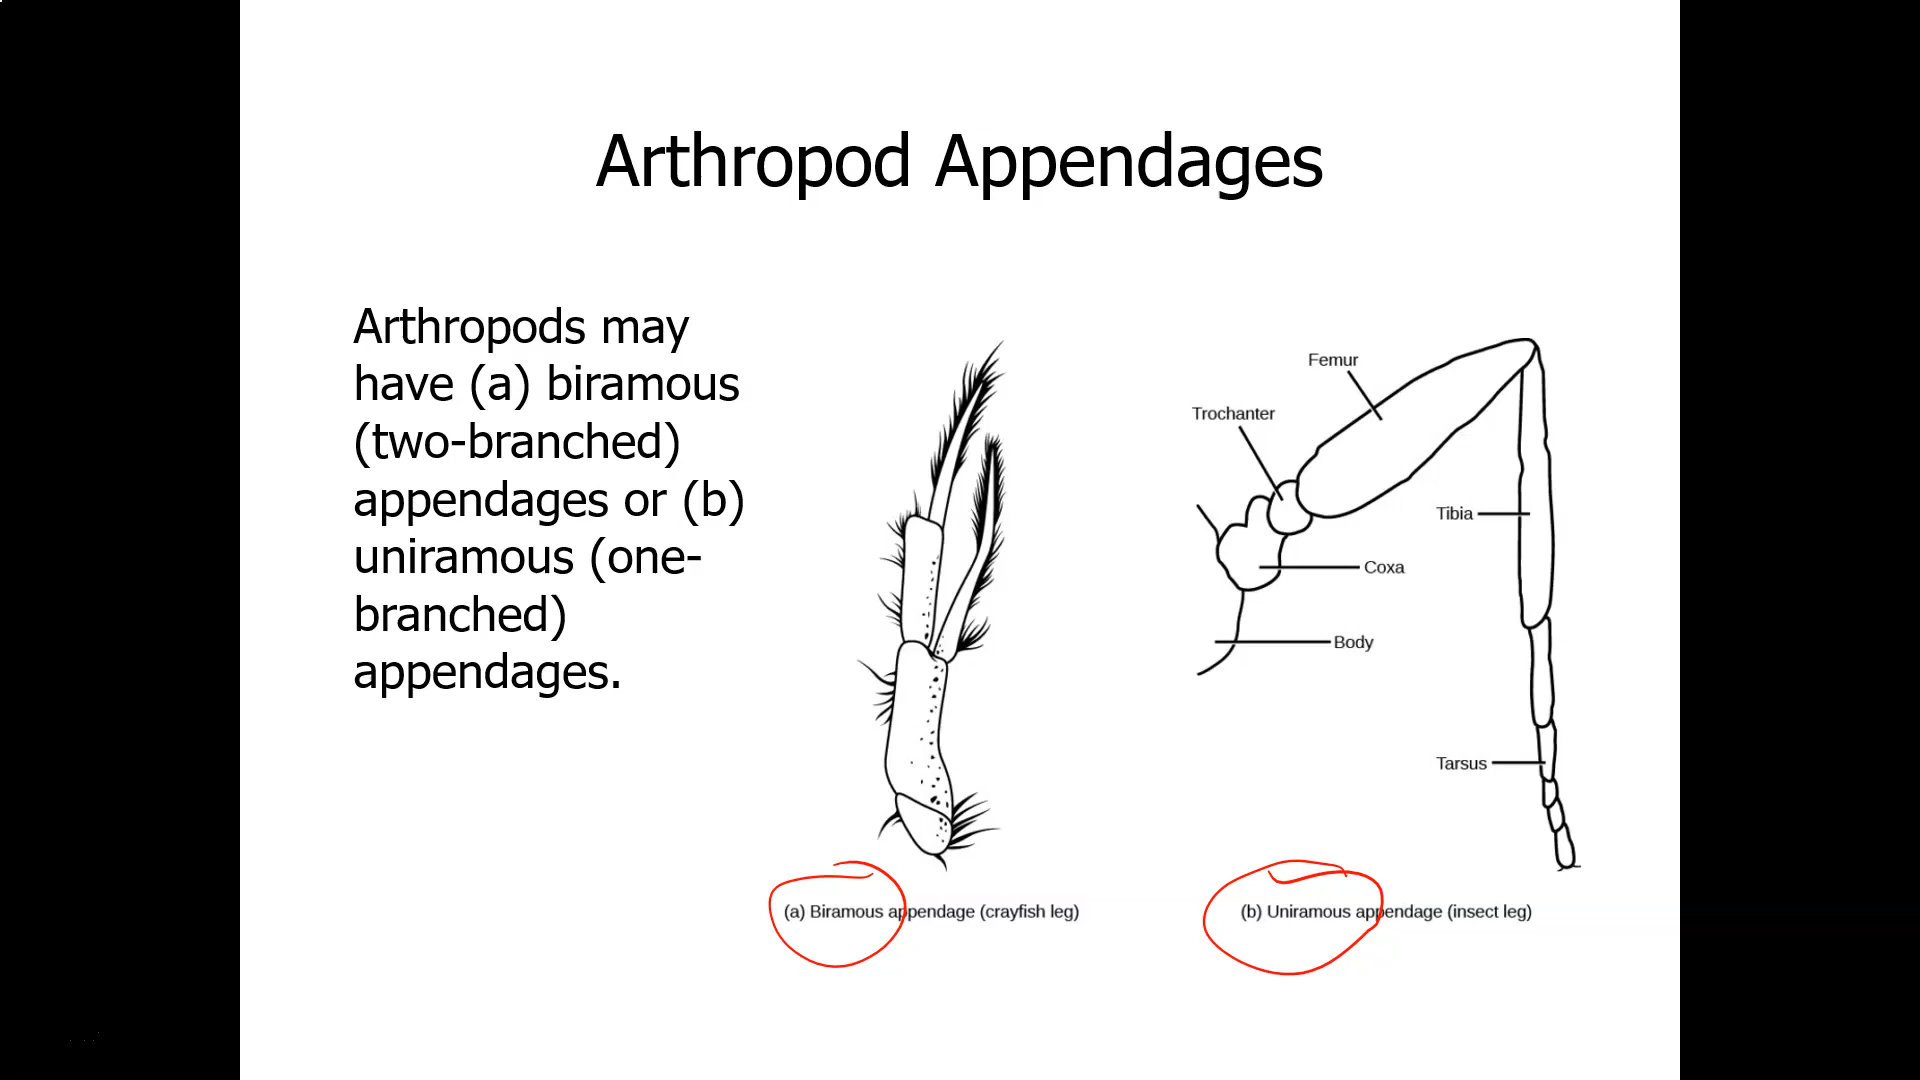 Arthropod Appendages
Arthropods may
have (a) biramous
(two-branched)
appendages or (b)
uniramous (one-
branched)
appendages.
Femur
Trochanter
Tibia
Coxa
Body
Tarsus
(a) Biramous appendage (crayfish leg)
(b) Uniramous appendage (insect leg)